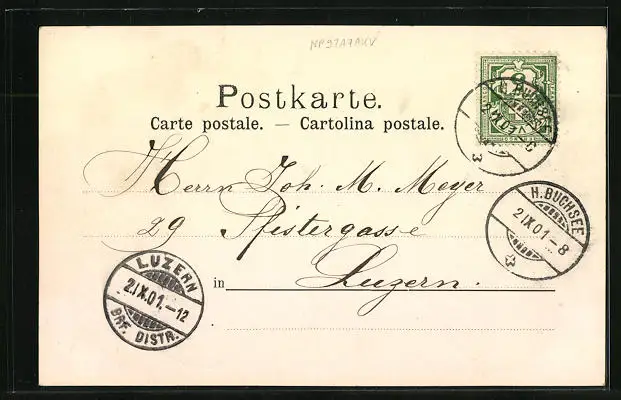 Postkarte.
Carte postale. — Cartolina postale.
Herrn Joh. M. Meyer
29 Pfistergasse
in Luzern.
H. BUCHSEE
2 IX 01 - 8
LUZERN
2.IX.01.-12
BRF. DISTR.